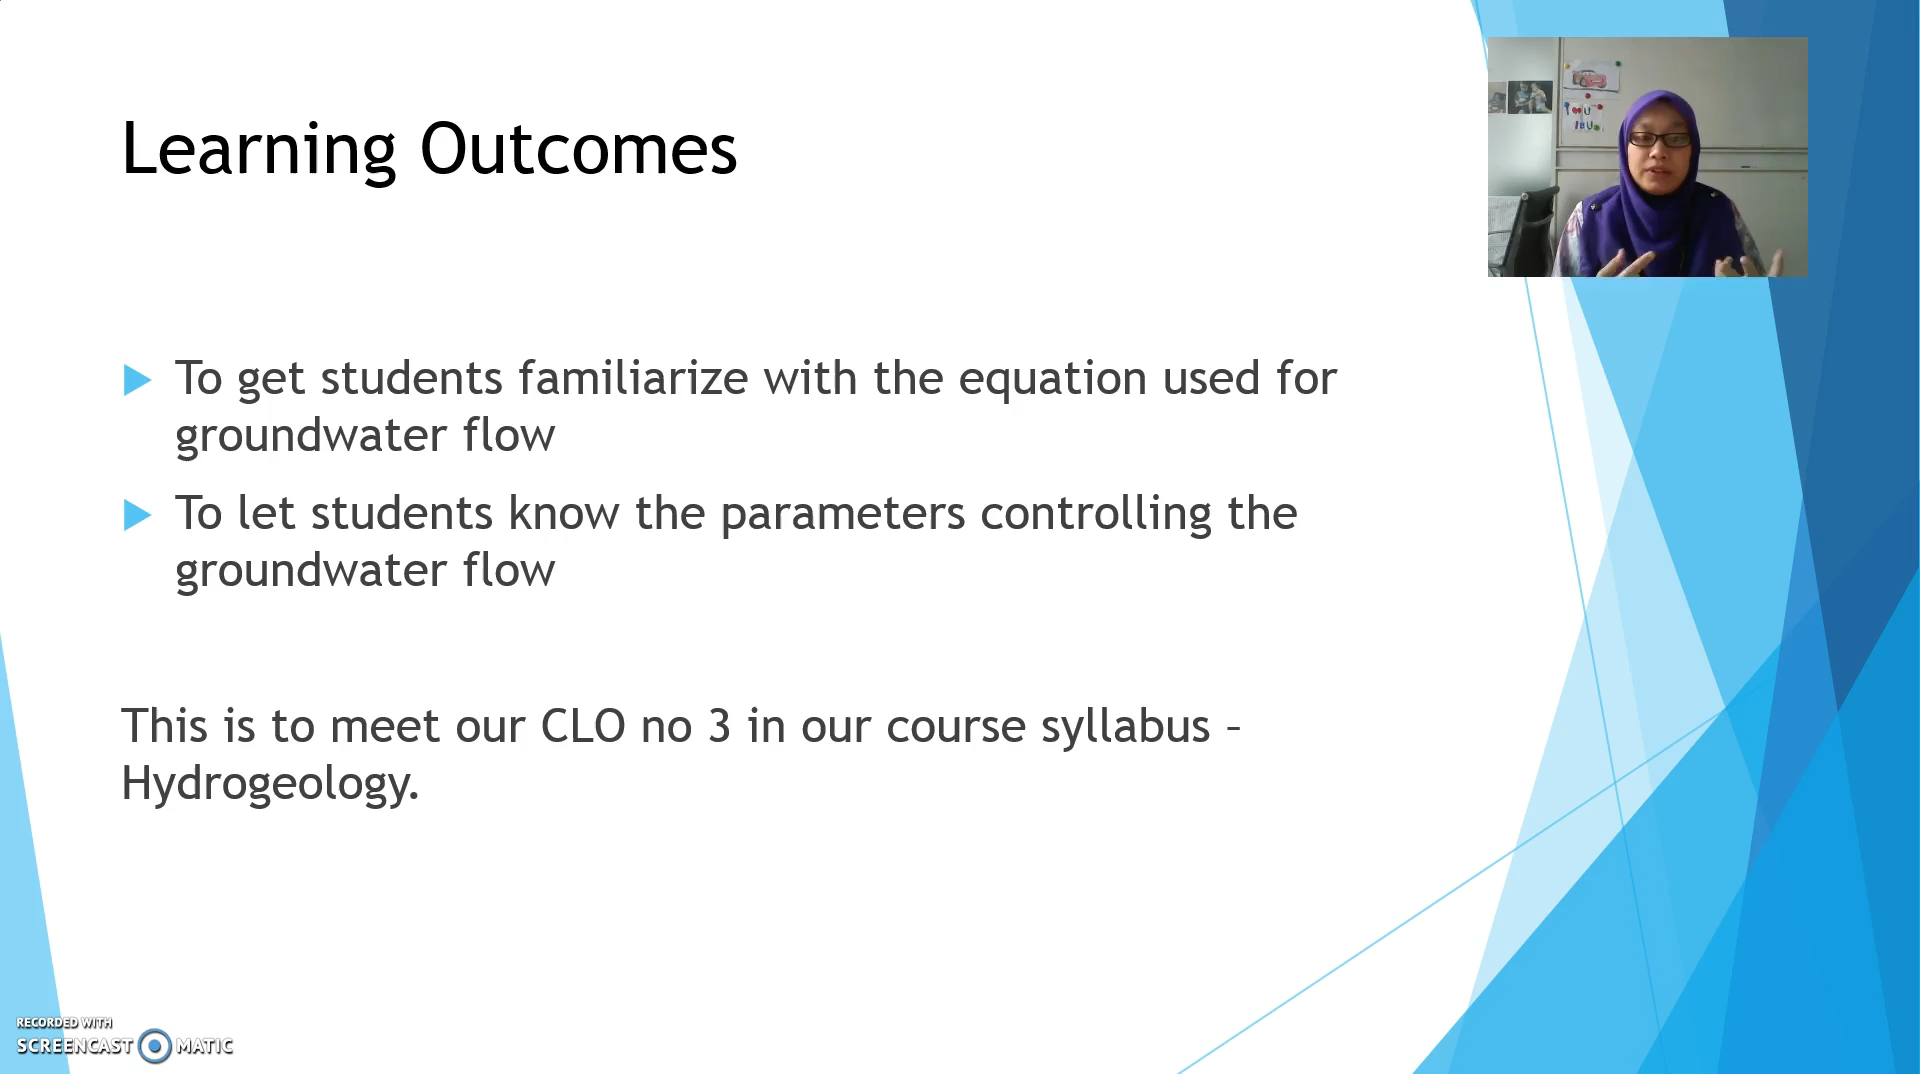 Learning Outcomes
To get students familiarize with the equation used for
groundwater flow
To let students know the parameters controlling the
groundwater flow
This is to meet our CLO no 3 in our course syllabus –
Hydrogeology.
RECORDED WITH
SCREENCAST MATIC